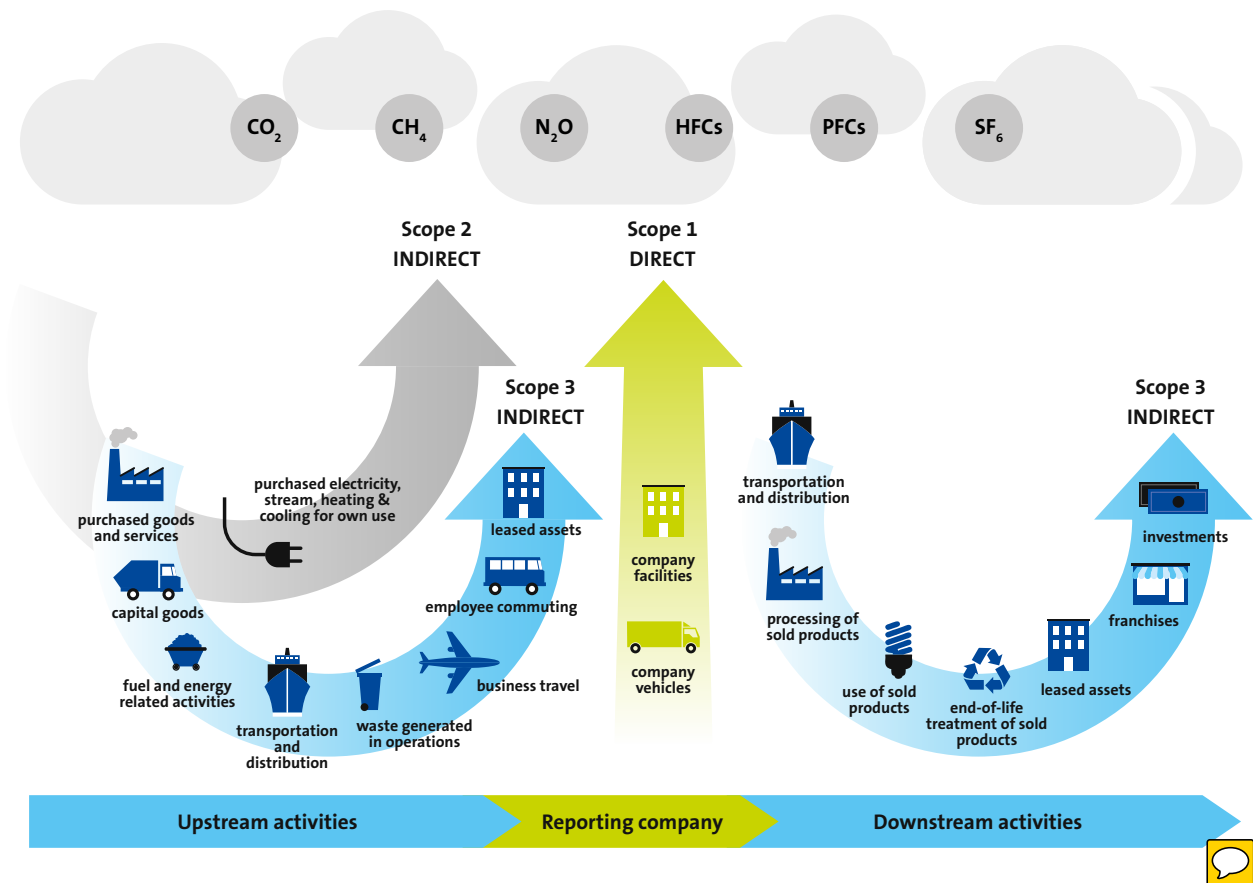 CO₂
CH₄
N₂O
HFCs
PFCs
SF₆
Scope 2
INDIRECT
Scope 1
DIRECT
Scope 3
INDIRECT
Scope 3
INDIRECT
purchased electricity,
stream, heating &
cooling for own use
purchased goods
and services
capital goods
fuel and energy
related activities
transportation
and
distribution
waste generated
in operations
business travel
employee commuting
leased assets
company
facilities
company
vehicles
transportation
and distribution
processing of
sold products
use of sold
products
end-of-life
treatment of sold
products
leased assets
franchises
investments
Upstream activities
Reporting company
Downstream activities